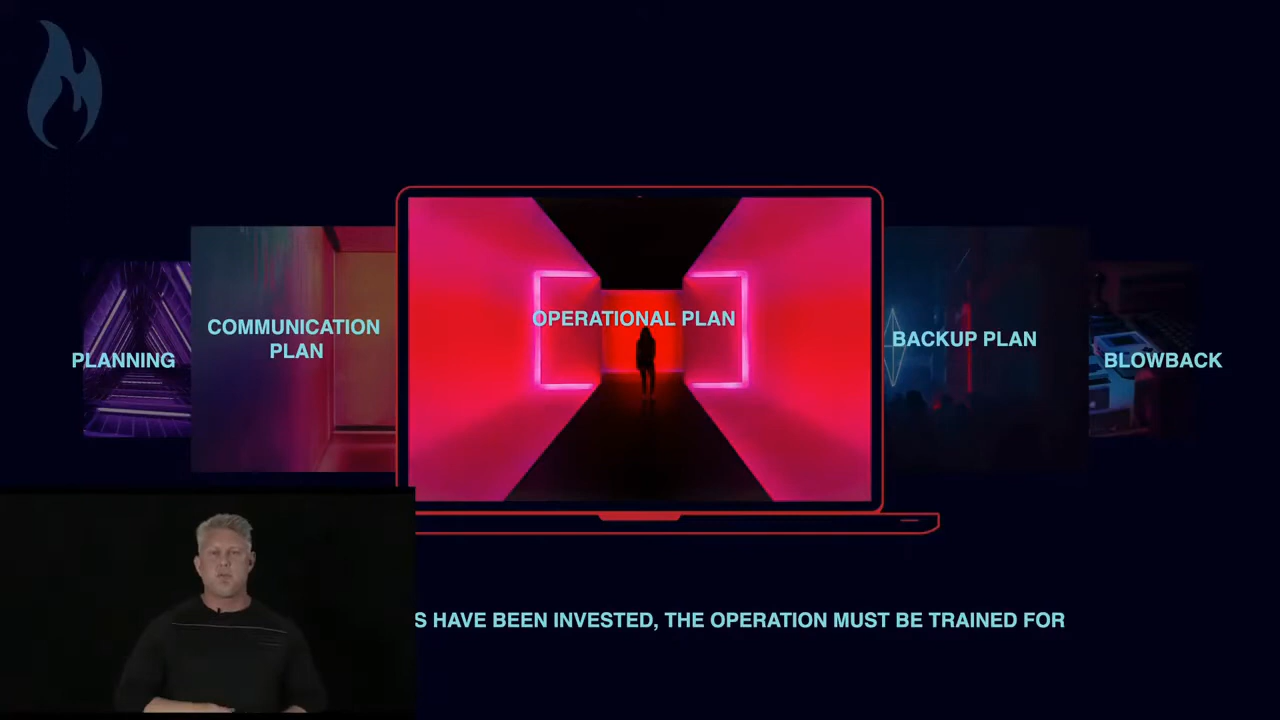 PLANNING
COMMUNICATION
PLAN
OPERATIONAL PLAN
BACKUP PLAN
BLOWBACK
HAVE BEEN INVESTED, THE OPERATION MUST BE TRAINED FOR